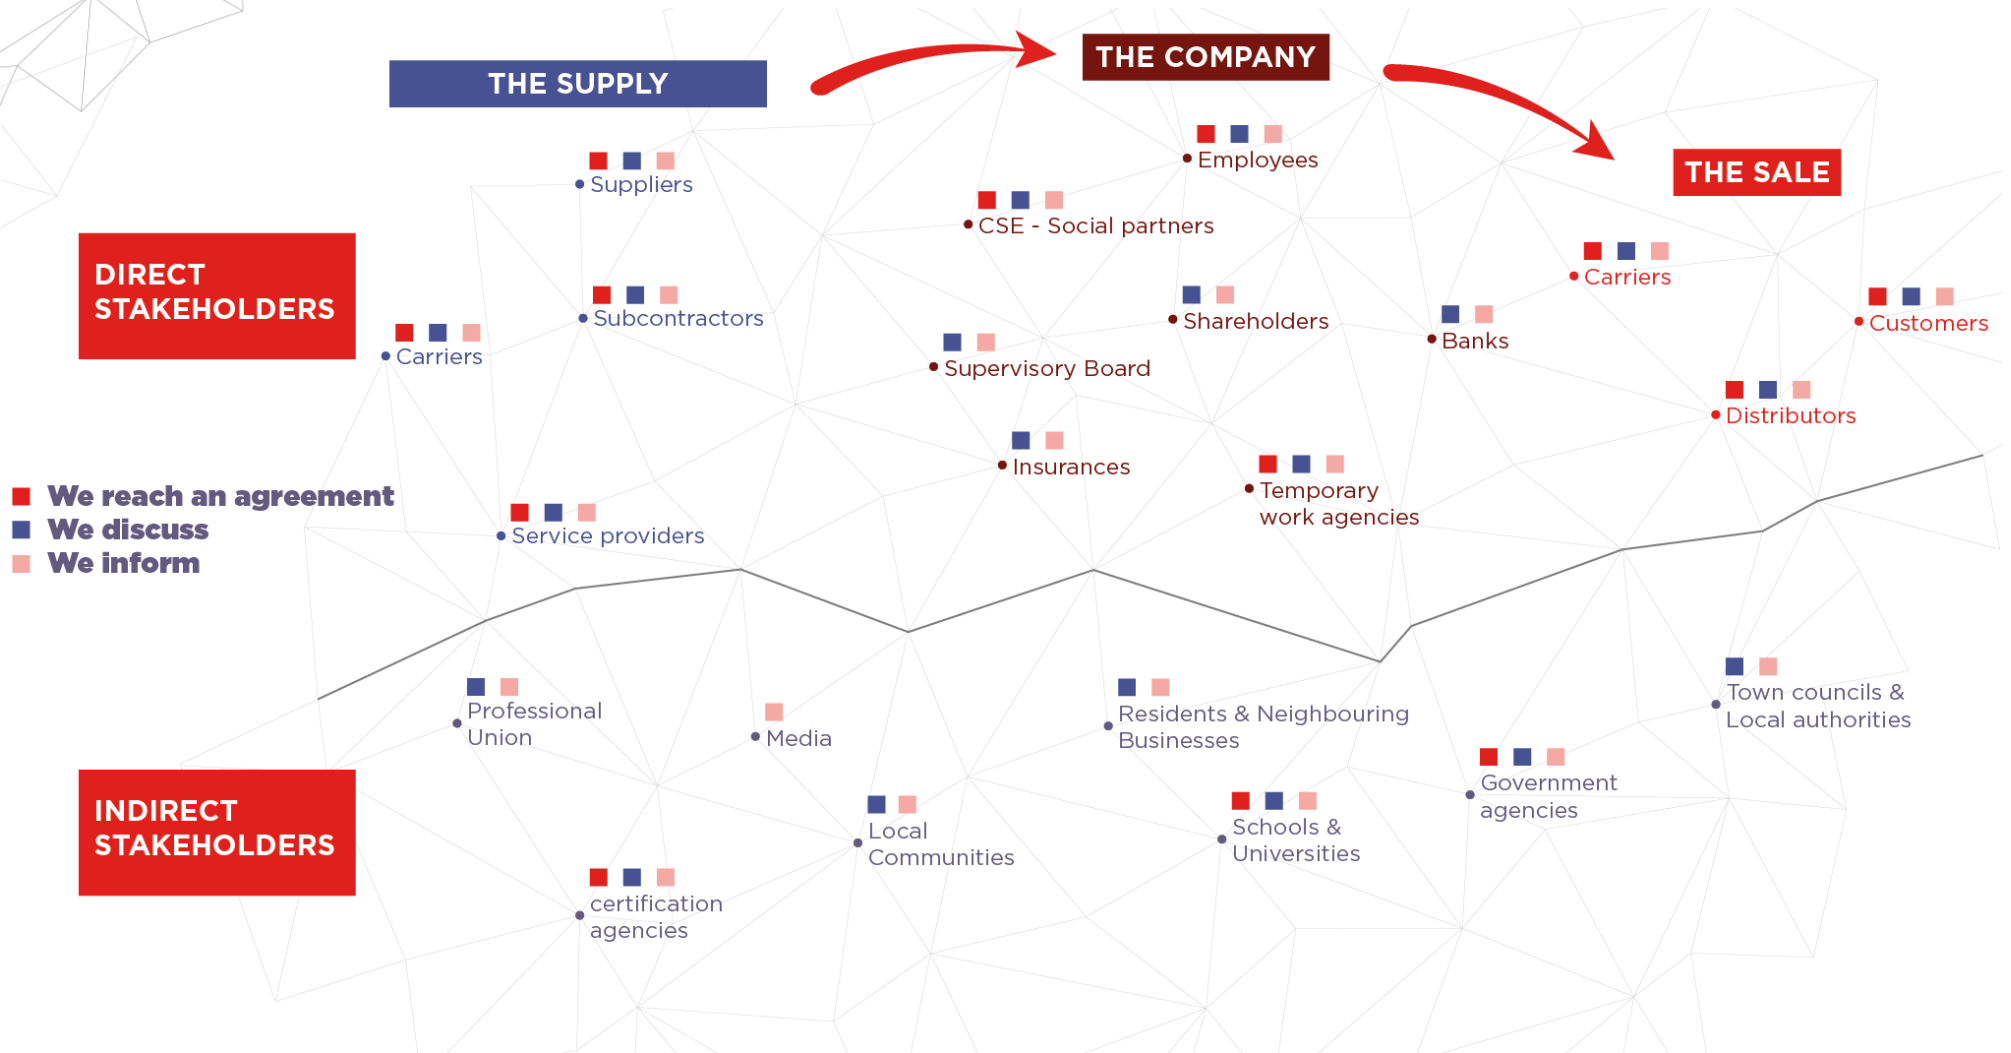 THE SUPPLY
THE COMPANY
THE SALE
DIRECT
STAKEHOLDERS
Suppliers
Subcontractors
Carriers
Service providers
Employees
CSE - Social partners
Shareholders
Supervisory Board
Banks
Insurances
Temporary
work agencies
Carriers
Customers
Distributors
We reach an agreement
We discuss
We inform
INDIRECT
STAKEHOLDERS
Professional
Union
Media
Residents & Neighbouring
Businesses
Town councils &
Local authorities
Government
agencies
Local
Communities
Schools &
Universities
certification
agencies